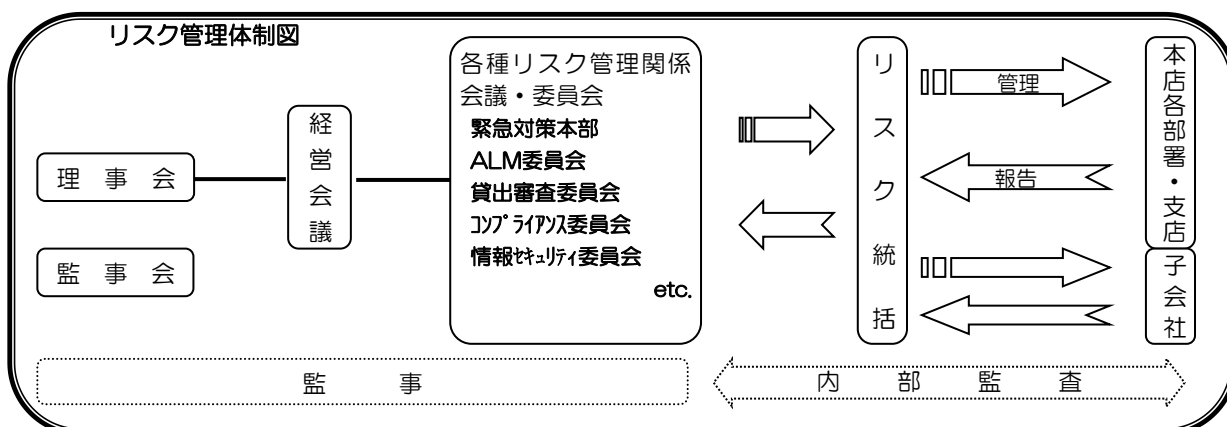 リスク管理体制図
理事会
監事会
経営会議
各種リスク管理関係
会議・委員会
緊急対策本部
ALM委員会
貸出審査委員会
ｺﾝﾌﾟﾗｲｱﾝｽ委員会
情報ｾｷｭﾘﾃｨ委員会
etc.
リスク統括
管理
報告
本店各部署・支店
子会社
監事
内部監査